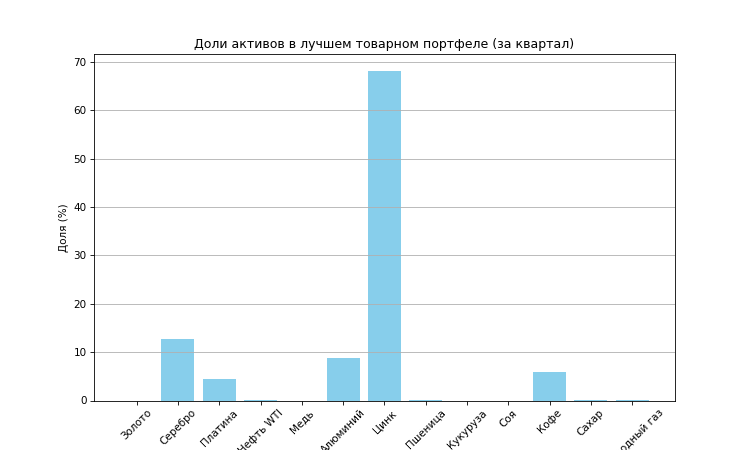 Доли активов в лучшем товарном портфеле (за квартал)
Доля (%)
70
60
50
40
30
20
10
0
Золото
Серебро
Платина
Нефть WTI
Медь
Алюминий
Цинк
Пшеница
Кукуруза
Соя
Кофе
Сахар
одный газ